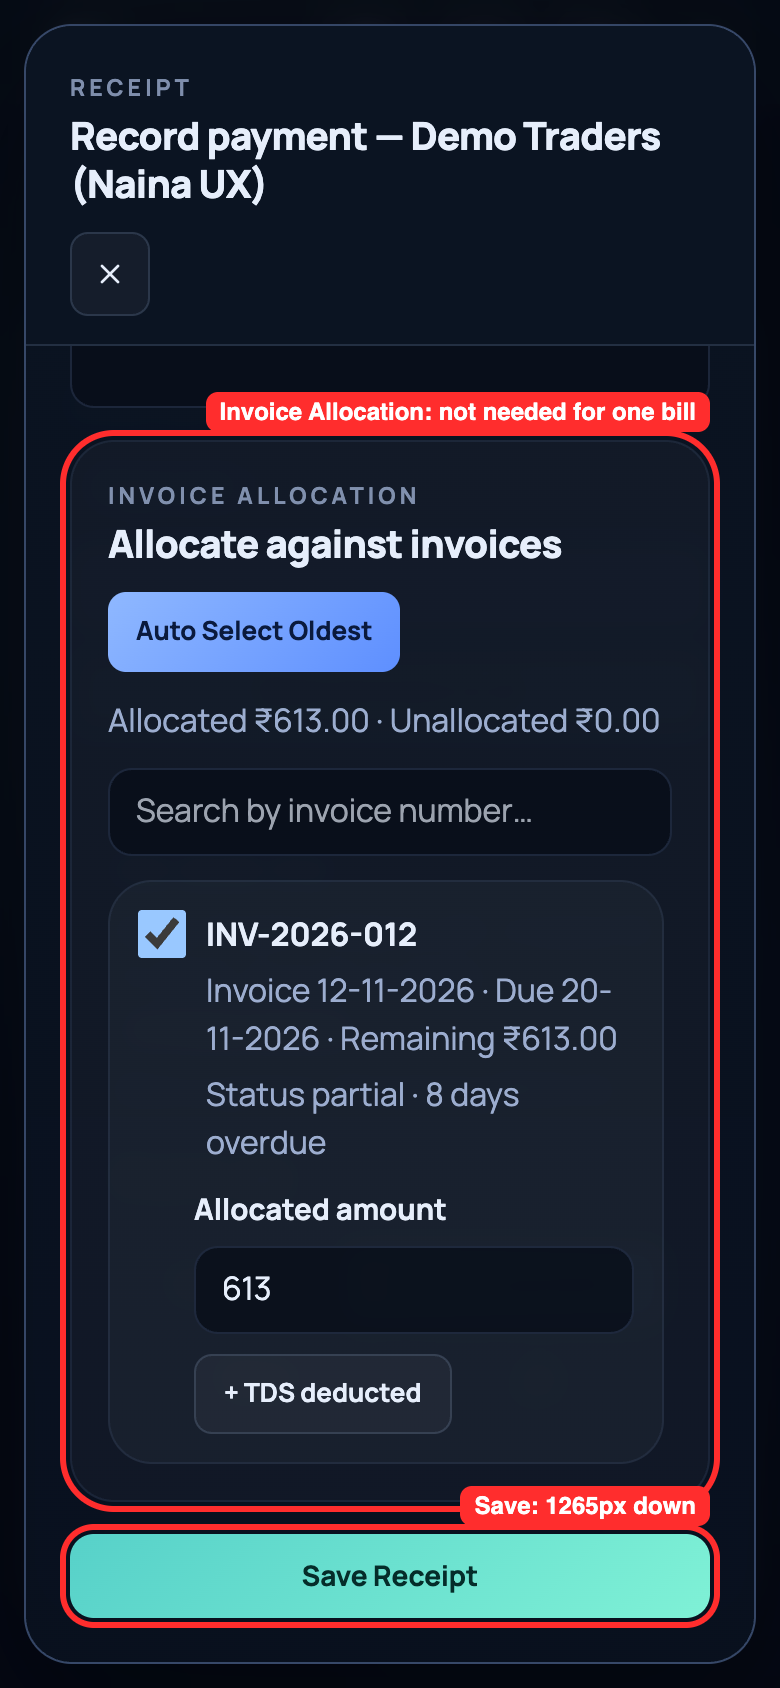 RECEIPT
Record payment — Demo Traders
(Naina UX)
Invoice Allocation: not needed for one bill
INVOICE ALLOCATION
Allocate against invoices
Auto Select Oldest
Allocated ₹613.00 · Unallocated ₹0.00
Search by invoice number...
INV-2026-012
Invoice 12-11-2026 · Due 20-
11-2026 · Remaining ₹613.00
Status partial · 8 days
overdue
Allocated amount
613
+ TDS deducted
Save: 1265px down
Save Receipt